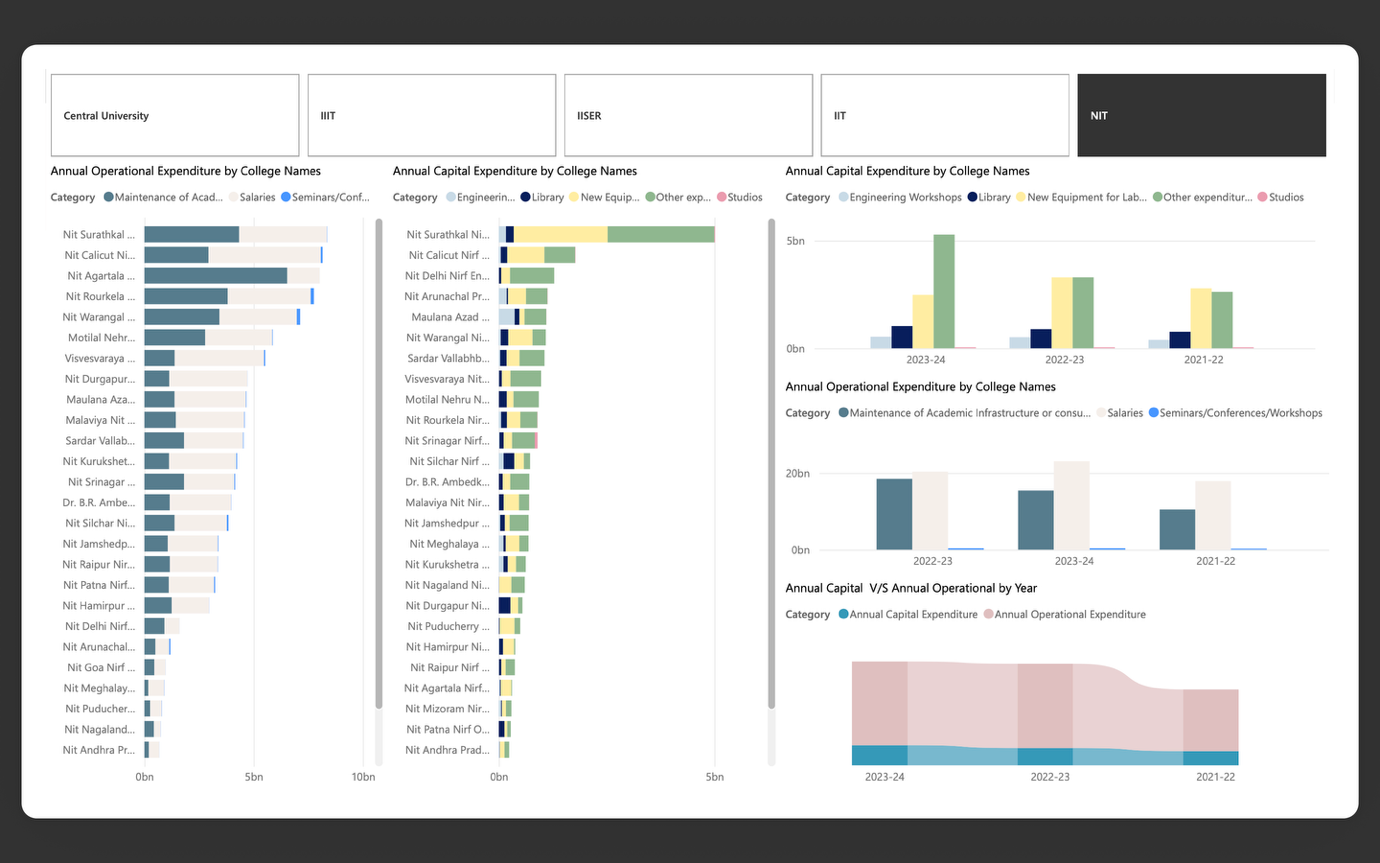 Central University
IIIT
IISER
IIT
NIT
Annual Operational Expenditure by College Names
Category Maintenance of Acad... Salaries Seminars/Conf...
Nit Surathkal ...
Nit Calicut Ni...
Nit Agartala ...
Nit Rourkela ...
Nit Warangal ...
Motilal Nehr...
Visvesvaraya ...
Nit Durgapur...
Maulana Aza...
Malaviya Nit ...
Sardar Vallab...
Nit Kurukshet...
Nit Srinagar ...
Dr. B.R. Ambe...
Nit Silchar Ni...
Nit Jamshedp...
Nit Raipur Nir...
Nit Patna Nirf...
Nit Hamirpur ...
Nit Delhi Nirf...
Nit Arunachal...
Nit Goa Nirf ...
Nit Meghalay...
Nit Puducher...
Nit Nagaland...
Nit Andhra Pr...
0bn 5bn 10bn
Annual Capital Expenditure by College Names
Category Engineerin... Library New Equip... Other exp... Studios
Nit Surathkal Ni...
Nit Calicut Nirf ...
Nit Delhi Nirf En...
Nit Arunachal Pr...
Maulana Azad ...
Nit Warangal Ni...
Sardar Vallabhb...
Visvesvaraya Nit...
Motilal Nehru N...
Nit Rourkela Nir...
Nit Srinagar Nirf...
Nit Silchar Nirf ...
Dr. B.R. Ambedk...
Malaviya Nit Nir...
Nit Jamshedpur ...
Nit Meghalaya ...
Nit Kurukshetra ...
Nit Nagaland Ni...
Nit Durgapur Ni...
Nit Puducherry ...
Nit Hamirpur Ni...
Nit Raipur Nirf ...
Nit Agartala Nirf...
Nit Mizoram Nir...
Nit Patna Nirf O...
Nit Andhra Prad...
0bn 5bn
Annual Capital Expenditure by College Names
Category Engineering Workshops Library New Equipment for Lab... Other expenditur... Studios
5bn
0bn
2023-24 2022-23 2021-22
Annual Operational Expenditure by College Names
Category Maintenance of Academic Infrastructure or consu... Salaries Seminars/Conferences/Workshops
20bn
0bn
2022-23 2023-24 2021-22
Annual Capital V/S Annual Operational by Year
Category Annual Capital Expenditure Annual Operational Expenditure
2023-24 2022-23 2021-22